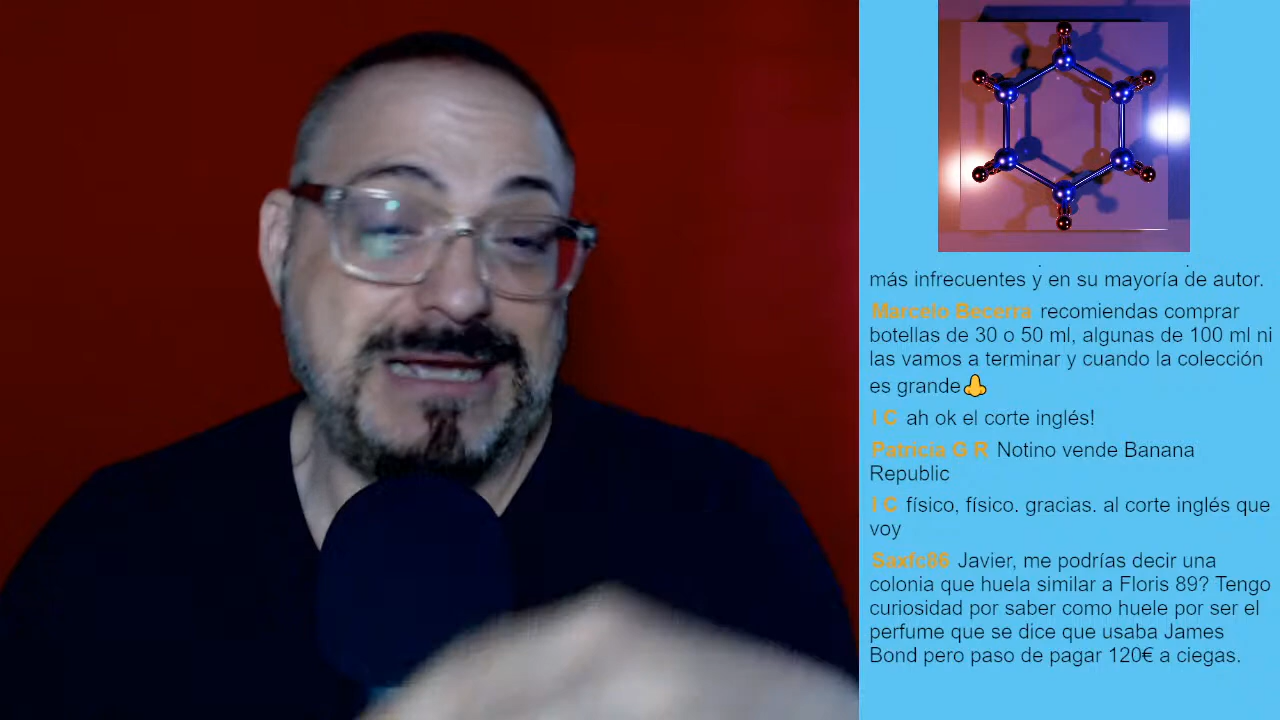 más infrecuentes y en su mayoría de autor.
Marcelo Becerra recomiendas comprar
botellas de 30 o 50 ml, algunas de 100 ml ni
las vamos a terminar y cuando la colección
es grande
I C ah ok el corte inglés!
Patricia G R Notino vende Banana
Republic
I C físico, físico. gracias. al corte inglés que
voy
Saxfc86 Javier, me podrías decir una
colonia que huela similar a Floris 89? Tengo
curiosidad por saber como huele por ser el
perfume que se dice que usaba James
Bond pero paso de pagar 120€ a ciegas.